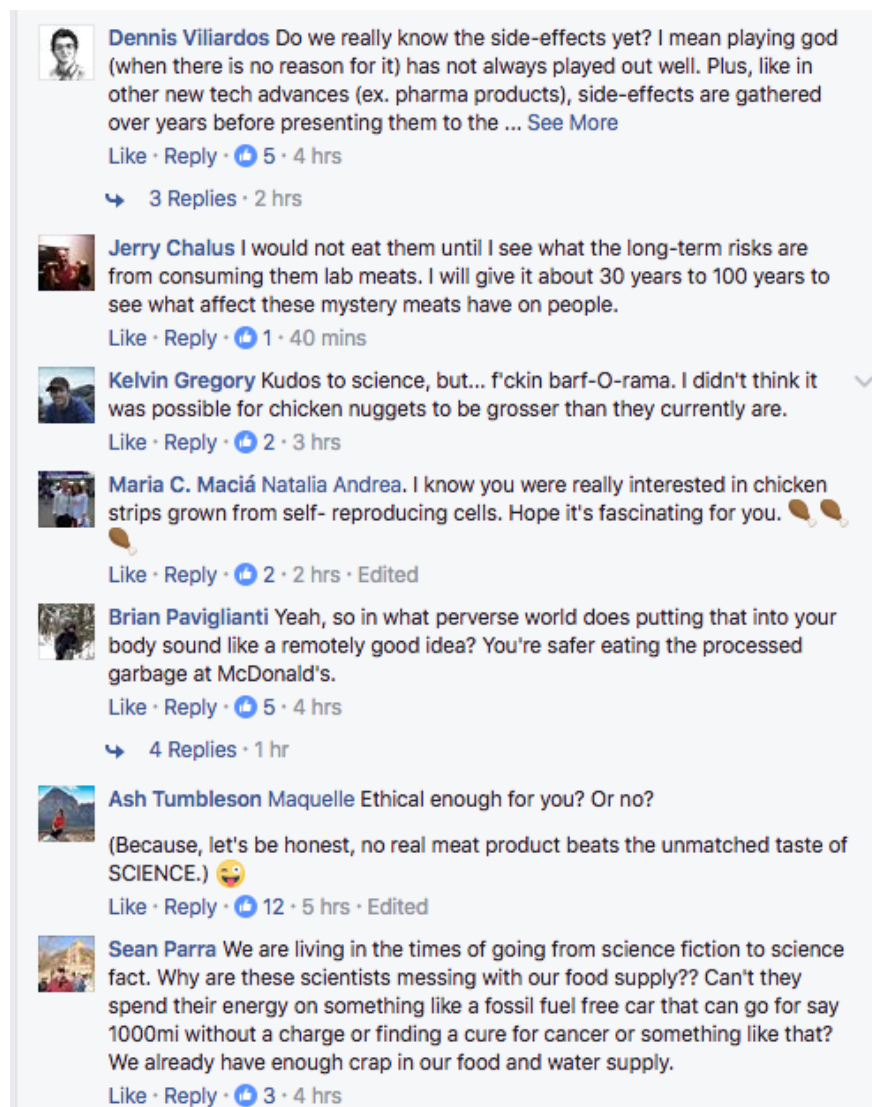 Dennis Viliardos Do we really know the side-effects yet? I mean playing god
(when there is no reason for it) has not always played out well. Plus, like in
other new tech advances (ex. pharma products), side-effects are gathered
over years before presenting them to the ... See More
Like · Reply · 5 · 4 hrs
3 Replies · 2 hrs
Jerry Chalus I would not eat them until I see what the long-term risks are
from consuming them lab meats. I will give it about 30 years to 100 years to
see what affect these mystery meats have on people.
Like · Reply · 1 · 40 mins
Kelvin Gregory Kudos to science, but... f'ckin barf-O-rama. I didn't think it
was possible for chicken nuggets to be grosser than they currently are.
Like · Reply · 2 · 3 hrs
Maria C. Maciá Natalia Andrea. I know you were really interested in chicken
strips grown from self- reproducing cells. Hope it's fascinating for you. 🍗🍗
🍗
Like · Reply · 2 · 2 hrs · Edited
Brian Paviglianti Yeah, so in what perverse world does putting that into your
body sound like a remotely good idea? You're safer eating the processed
garbage at McDonald's.
Like · Reply · 5 · 4 hrs
4 Replies · 1 hr
Ash Tumbleson Maquelle Ethical enough for you? Or no?
(Because, let's be honest, no real meat product beats the unmatched taste of
SCIENCE.) 😜
Like · Reply · 12 · 5 hrs · Edited
Sean Parra We are living in the times of going from science fiction to science
fact. Why are these scientists messing with our food supply?? Can't they
spend their energy on something like a fossil fuel free car that can go for say
1000mi without a charge or finding a cure for cancer or something like that?
We already have enough crap in our food and water supply.
Like · Reply · 3 · 4 hrs